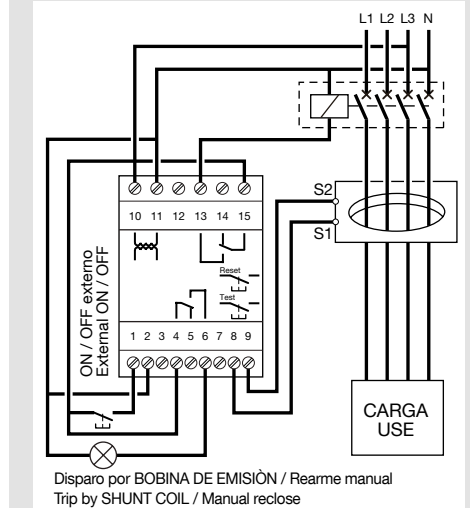 L1 L2 L3 N
S2
S1
10 11 12 13 14 15
Reset
Test
ON / OFF externo
External ON / OFF
1 2 3 4 5 6 7 8 9
CARGA
USE
Disparo por BOBINA DE EMISIÒN / Rearme manual
Trip by SHUNT COIL / Manual reclose